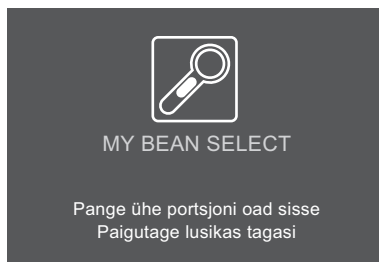 MY BEAN SELECT
Pange ühe portsjoni oad sisse
Paigutage lusikas tagasi